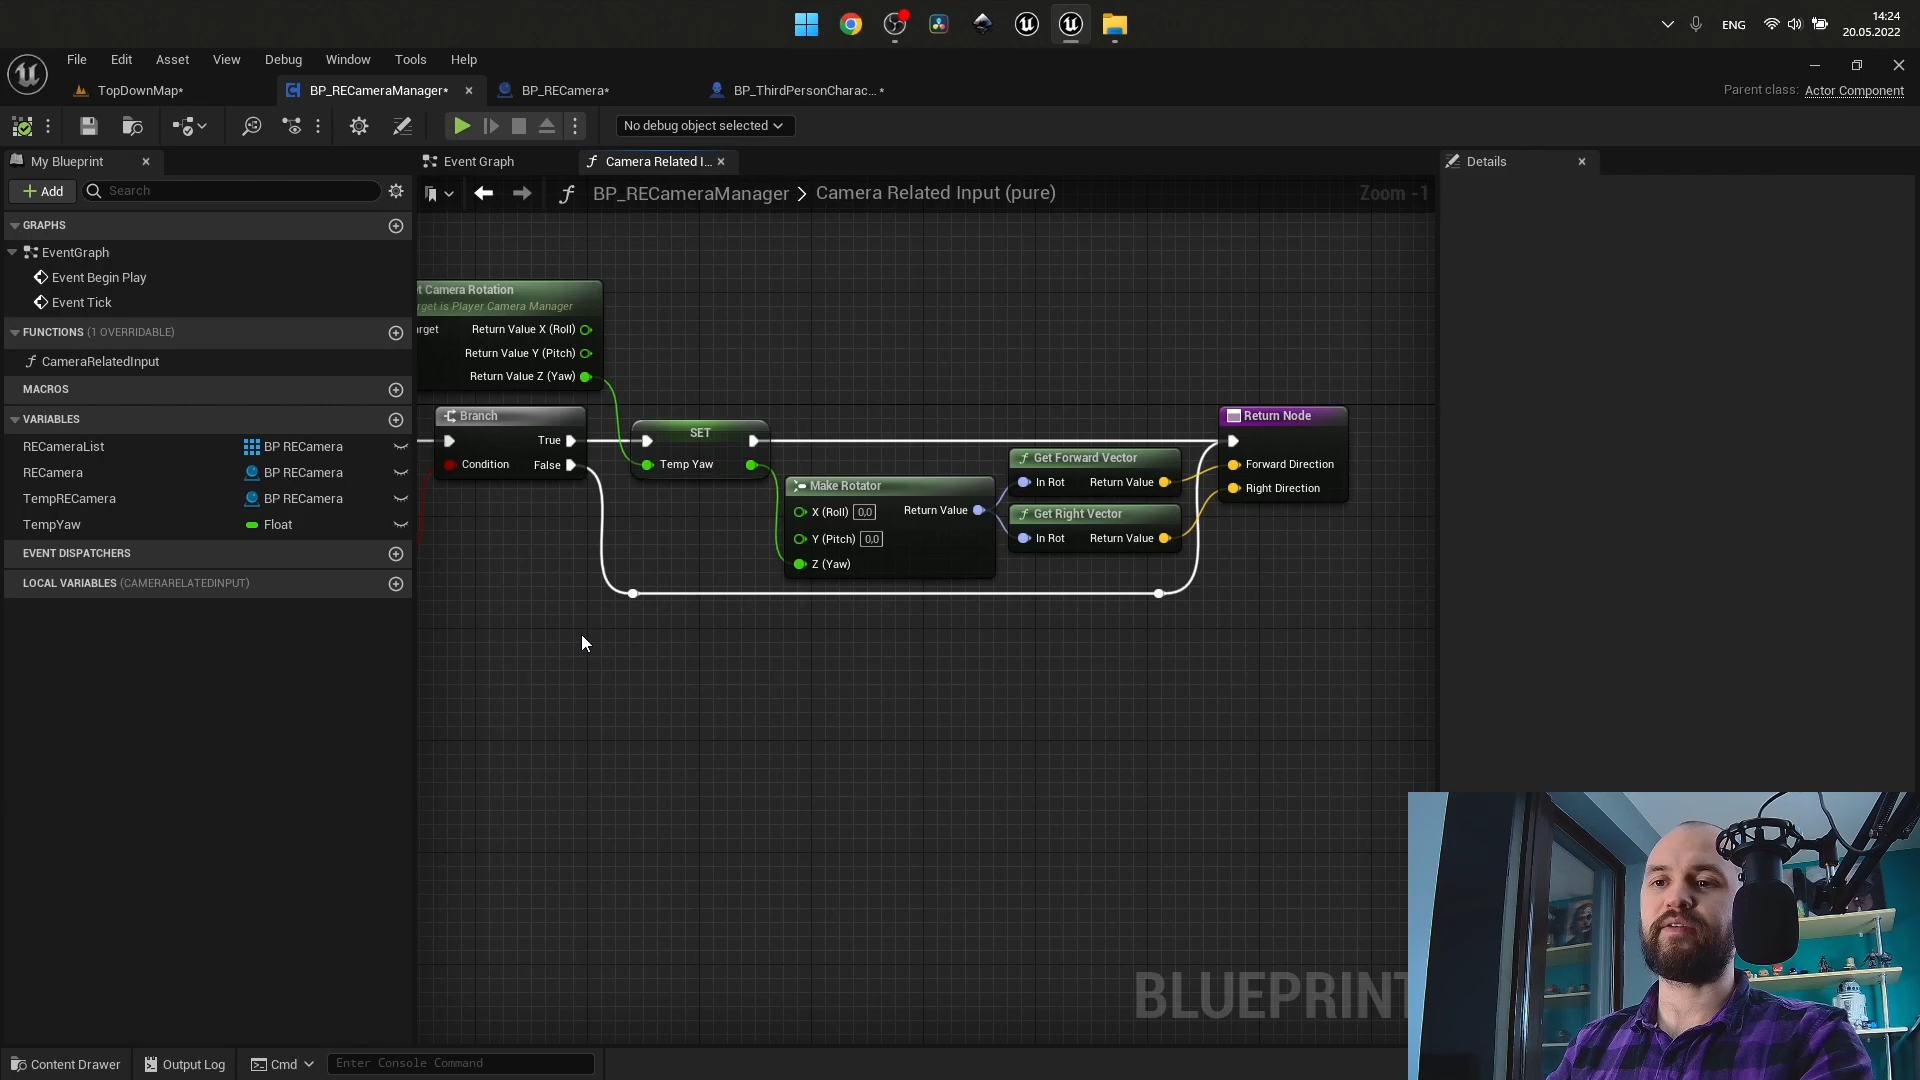 ENG
14:24
20.05.2022
File Edit Asset View Debug Window Tools Help
TopDownMap*
BP_RECameraManager*
BP_RECamera*
BP_ThirdPersonCharac... *
Parent class: Actor Component
No debug object selected
My Blueprint
Event Graph
Camera Related I...
Details
Add
Search
BP_RECameraManager > Camera Related Input (pure)
Zoom -1
GRAPHS
EventGraph
Event Begin Play
Event Tick
FUNCTIONS (1 OVERRIDABLE)
CameraRelatedInput
MACROS
VARIABLES
RECameraList BP RECamera
RECamera BP RECamera
TempRECamera BP RECamera
TempYaw Float
EVENT DISPATCHERS
LOCAL VARIABLES (CAMERARELATEDINPUT)
t Camera Rotation
rget is Player Camera Manager
arget Return Value X (Roll)
Return Value Y (Pitch)
Return Value Z (Yaw)
Branch
True
Condition False
SET
Temp Yaw
Make Rotator
X (Roll) 0,0 Return Value
Y (Pitch) 0,0
Z (Yaw)
Get Forward Vector
In Rot Return Value
Get Right Vector
In Rot Return Value
Return Node
Forward Direction
Right Direction
BLUEPRINT
Content Drawer
Output Log
Cmd
Enter Console Command